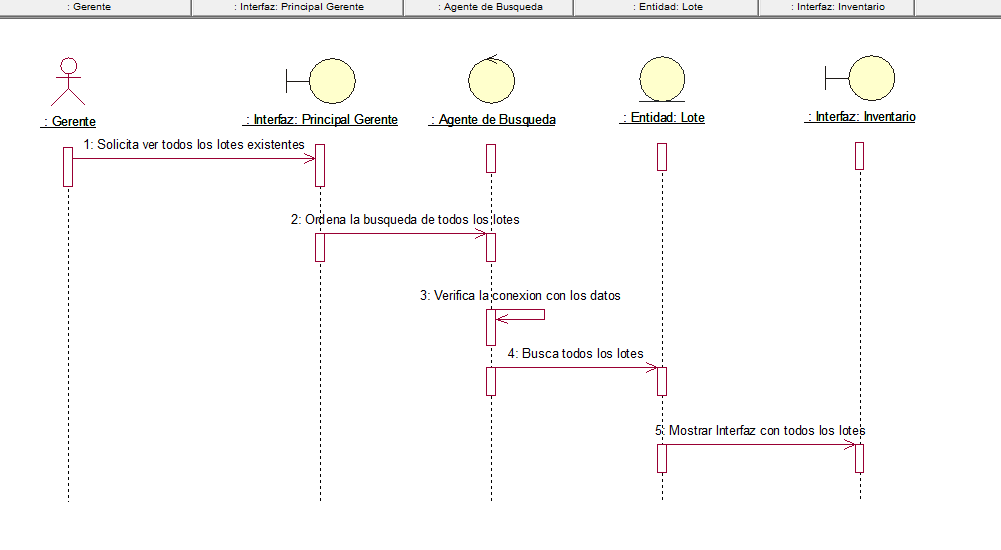 : Gerente
: Interfaz: Principal Gerente
: Agente de Busqueda
: Entidad: Lote
: Interfaz: Inventario
: Gerente
: Interfaz: Principal Gerente
: Agente de Busqueda
: Entidad: Lote
: Interfaz: Inventario
1: Solicita ver todos los lotes existentes
2: Ordena la busqueda de todos los lotes
3: Verifica la conexion con los datos
4: Busca todos los lotes
5: Mostrar Interfaz con todos los lotes